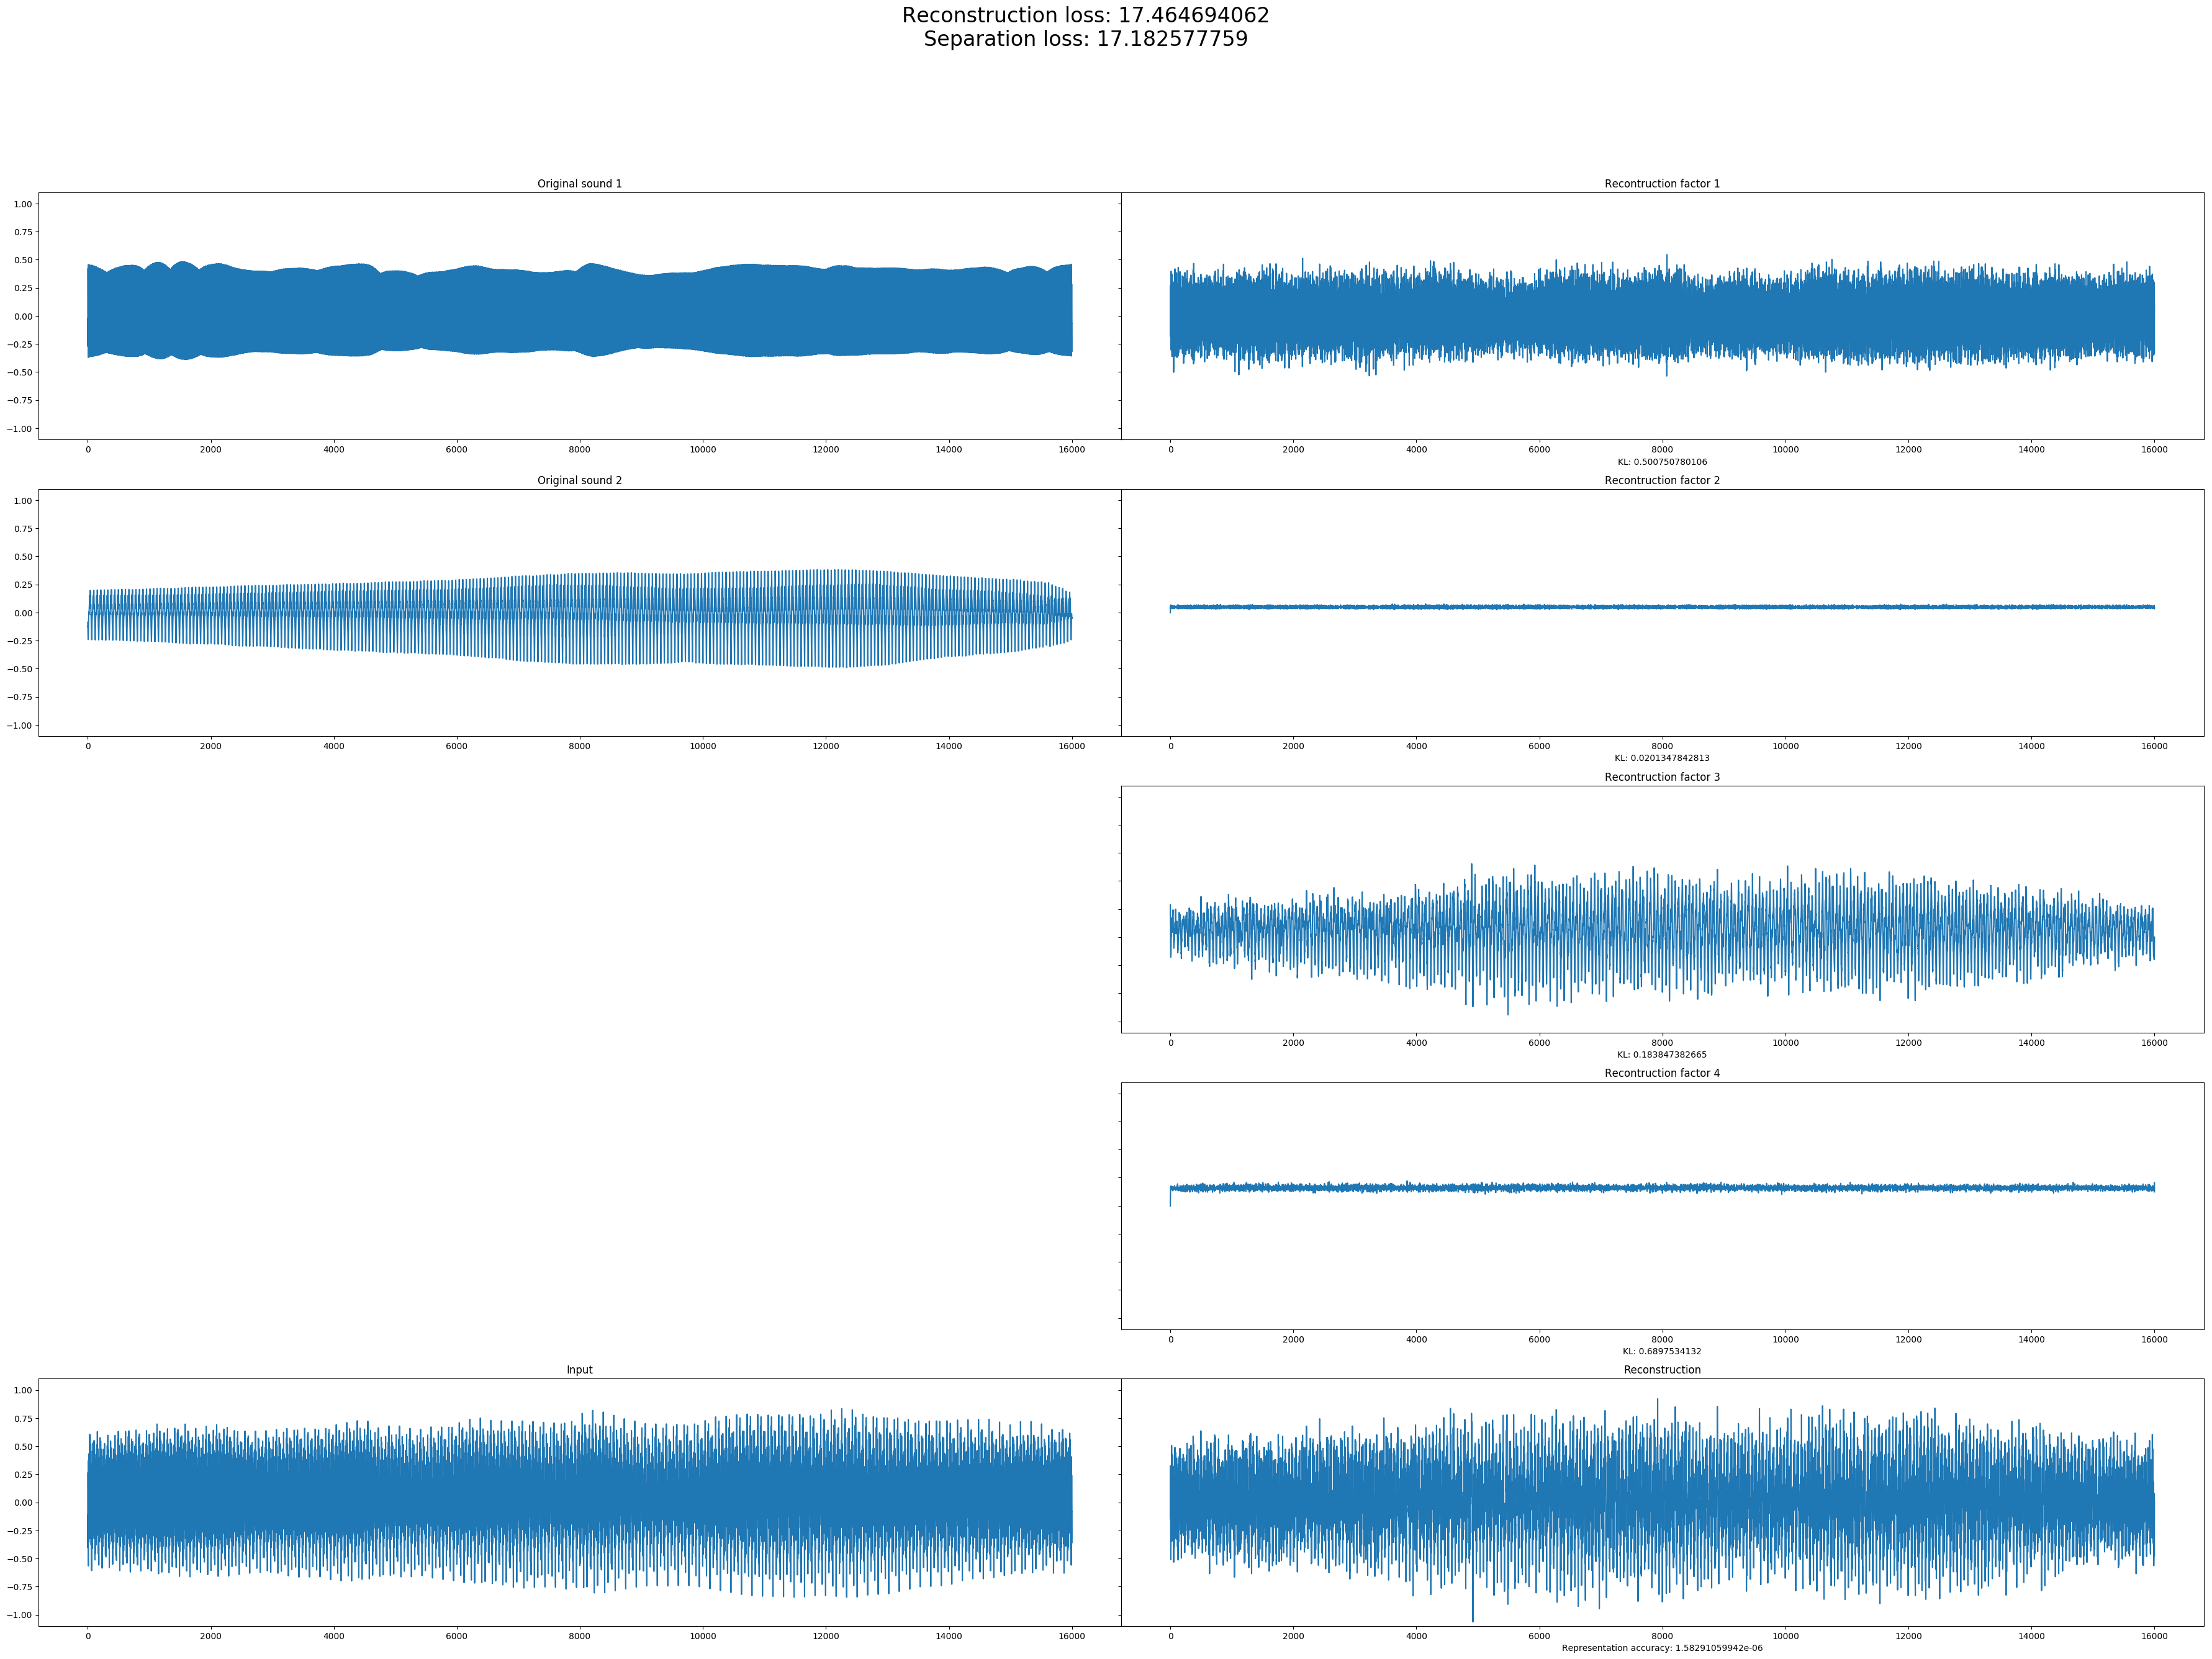 Reconstruction loss: 17.464694062
Separation loss: 17.182577759
Original sound 1
Recontruction factor 1
1.00
0.75
0.50
0.25
0.00
−0.25
−0.50
−0.75
−1.00
0 2000 4000 6000 8000 10000 12000 14000 16000
0 2000 4000 6000 8000 10000 12000 14000 16000
KL: 0.500750780106
Original sound 2
Recontruction factor 2
1.00
0.75
0.50
0.25
0.00
−0.25
−0.50
−0.75
−1.00
0 2000 4000 6000 8000 10000 12000 14000 16000
0 2000 4000 6000 8000 10000 12000 14000 16000
KL: 0.0201347842813
Recontruction factor 3
0 2000 4000 6000 8000 10000 12000 14000 16000
KL: 0.183847382665
Recontruction factor 4
0 2000 4000 6000 8000 10000 12000 14000 16000
KL: 0.6897534132
Input
Reconstruction
1.00
0.75
0.50
0.25
0.00
−0.25
−0.50
−0.75
−1.00
0 2000 4000 6000 8000 10000 12000 14000 16000
0 2000 4000 6000 8000 10000 12000 14000 16000
Representation accuracy: 1.58291059942e-06